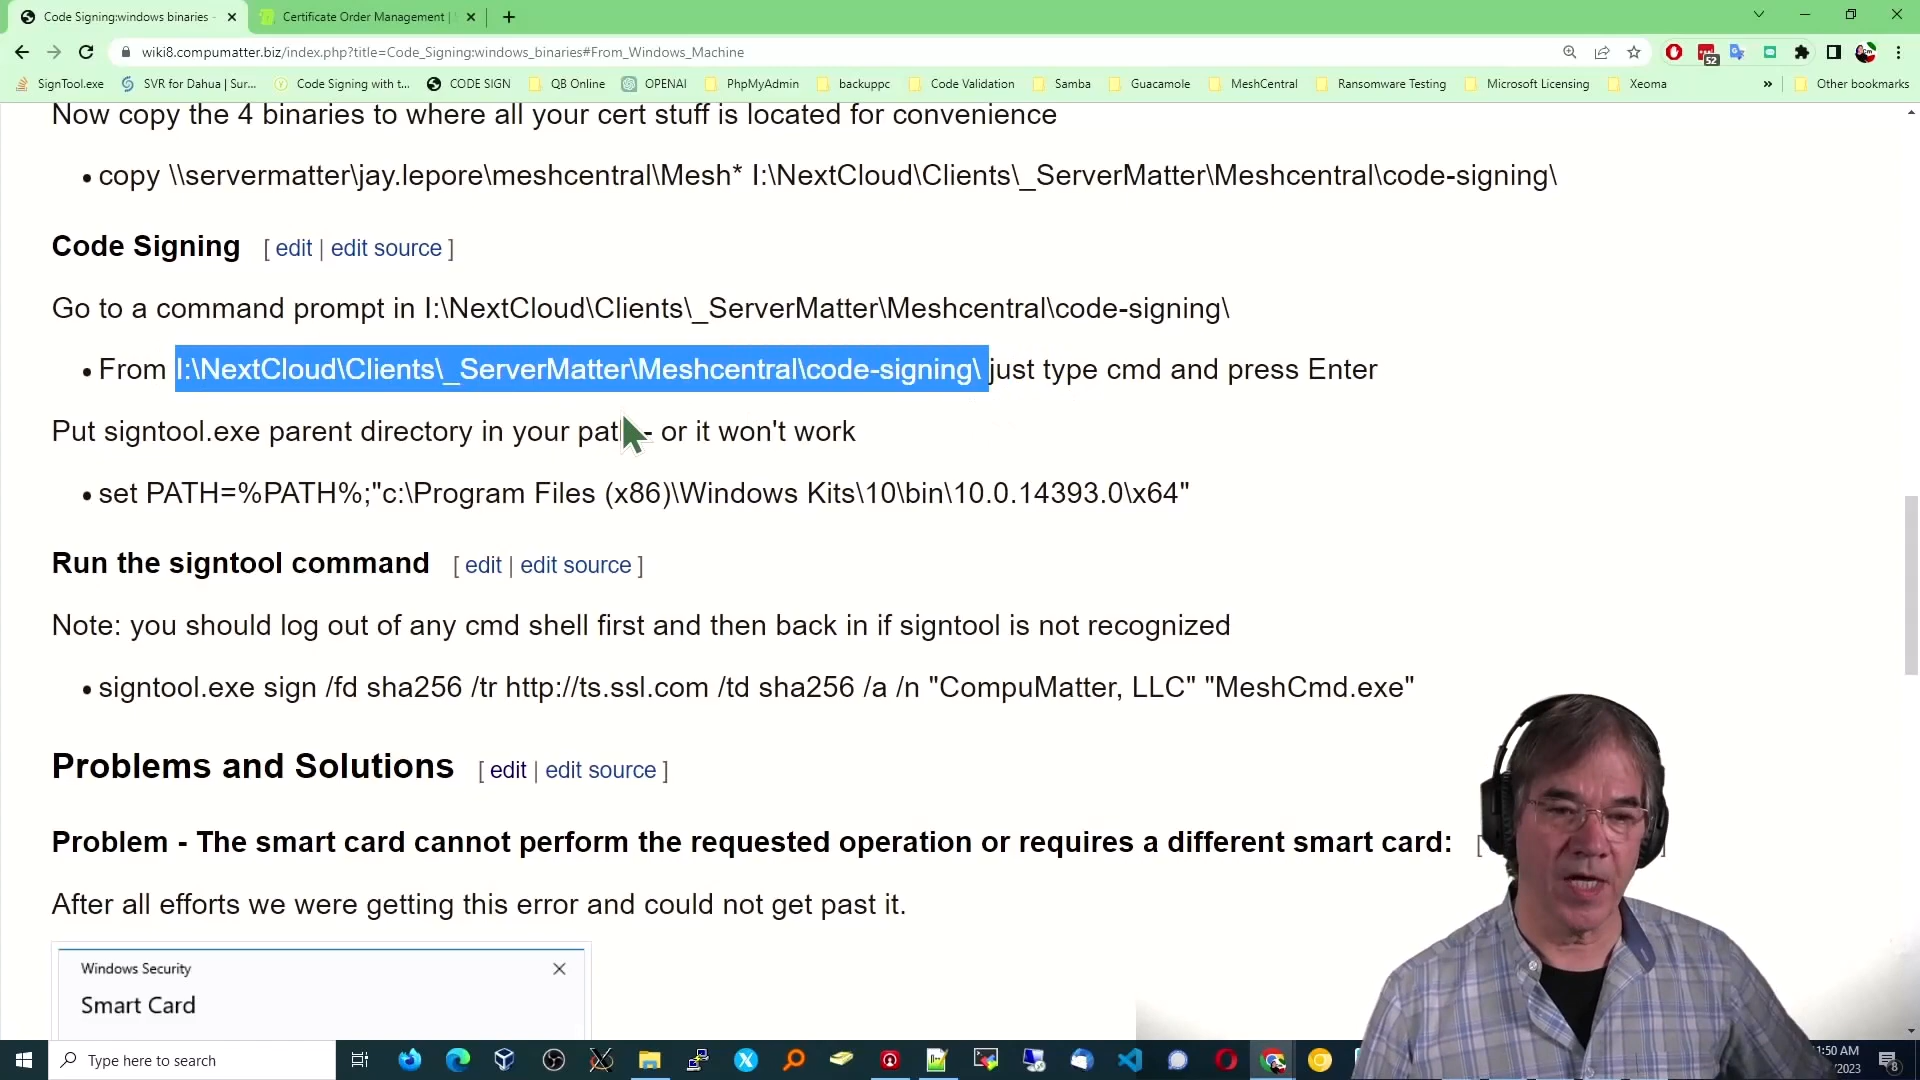 Code Signing:windows binaries -
Certificate Order Management |
wiki8.compumatter.biz/index.php?title=Code_Signing:windows_binaries#From_Windows_Machine
52
SignTool.exe
SVR for Dahua | Sur...
Code Signing with t...
CODE SIGN
QB Online
OPENAI
PhpMyAdmin
backuppc
Code Validation
Samba
Guacamole
MeshCentral
Ransomware Testing
Microsoft Licensing
Xeoma
»
Other bookmarks
Now copy the 4 binaries to where all your cert stuff is located for convenience
• copy \\servermatter\jay.lepore\meshcentral\Mesh* I:\NextCloud\Clients\_ServerMatter\Meshcentral\code-signing\
Code Signing [ edit | edit source ]
Go to a command prompt in I:\NextCloud\Clients\_ServerMatter\Meshcentral\code-signing\
• From I:\NextCloud\Clients\_ServerMatter\Meshcentral\code-signing\ just type cmd and press Enter
Put signtool.exe parent directory in your path - or it won't work
• set PATH=%PATH%;"c:\Program Files (x86)\Windows Kits\10\bin\10.0.14393.0\x64"
Run the signtool command [ edit | edit source ]
Note: you should log out of any cmd shell first and then back in if signtool is not recognized
• signtool.exe sign /fd sha256 /tr http://ts.ssl.com /td sha256 /a /n "CompuMatter, LLC" "MeshCmd.exe"
Problems and Solutions [ edit | edit source ]
Problem - The smart card cannot perform the requested operation or requires a different smart card: [
After all efforts we were getting this error and could not get past it.
Windows Security
Smart Card
Type here to search
:50 AM
/2023
8